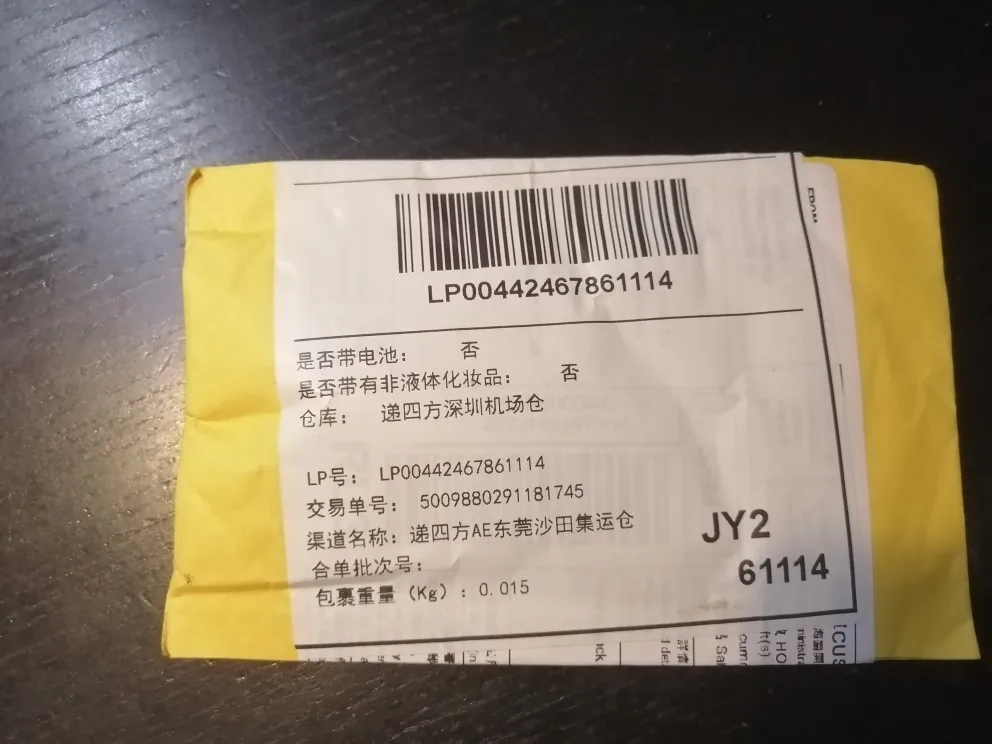 LP00442467861114
是否带电池： 否
是否带有非液体化妆品： 否
仓库： 递四方深圳机场仓
LP号： LP00442467861114
交易单号： 5009880291181745
渠道名称：递四方AE东莞沙田集运仓
JY2
合单批次号：
61114
包裹重量（Kg）：0.015
FROM